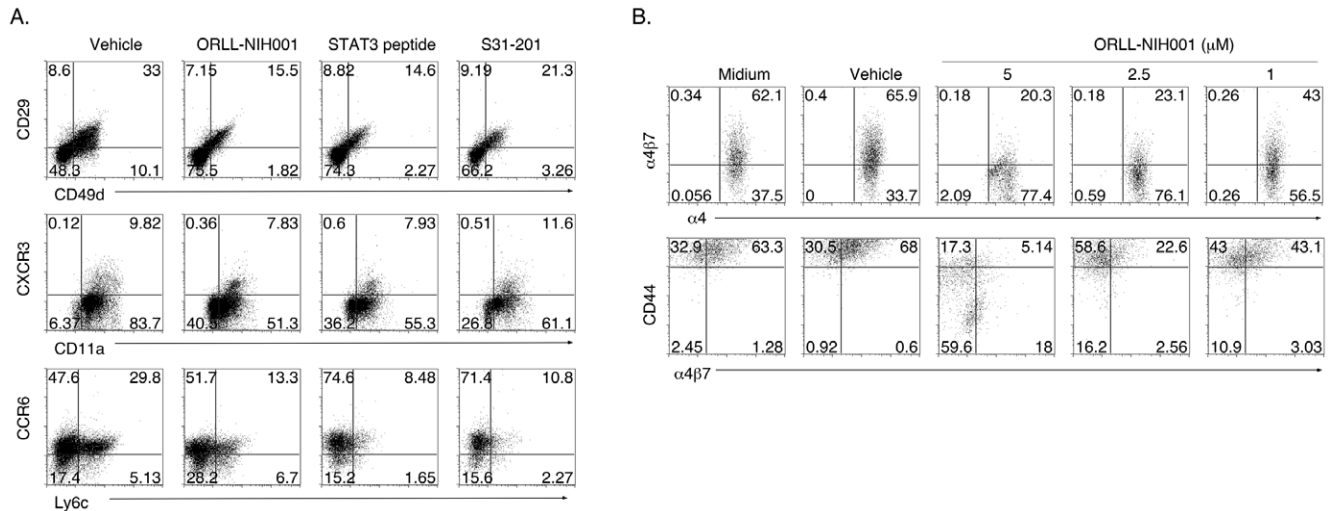 A.
Vehicle ORLL-NIH001 STAT3 peptide S31-201
8.6 33 7.15 15.5 8.82 14.6 9.19 21.3
CD29
48.3 10.1 75.5 1.82 74.3 2.27 66.2 3.26
CD49d
0.12 9.82 0.36 7.83 0.6 7.93 0.51 11.6
CXCR3
6.37 83.7 40.5 51.3 36.2 55.3 26.8 61.1
CD11a
47.6 29.8 51.7 13.3 74.6 8.48 71.4 10.8
CCR6
17.4 5.13 28.2 6.7 15.2 1.65 15.6 2.27
Ly6c
B.
ORLL-NIH001 (μM)
Midium Vehicle 5 2.5 1
0.34 62.1 0.4 65.9 0.18 20.3 0.18 23.1 0.26 43
α4β7
0.056 37.5 0 33.7 2.09 77.4 0.59 76.1 0.26 56.5
α4
32.9 63.3 30.5 68 17.3 5.14 58.6 22.6 43 43.1
CD44
2.45 1.28 0.92 0.6 59.6 18 16.2 2.56 10.9 3.03
α4β7